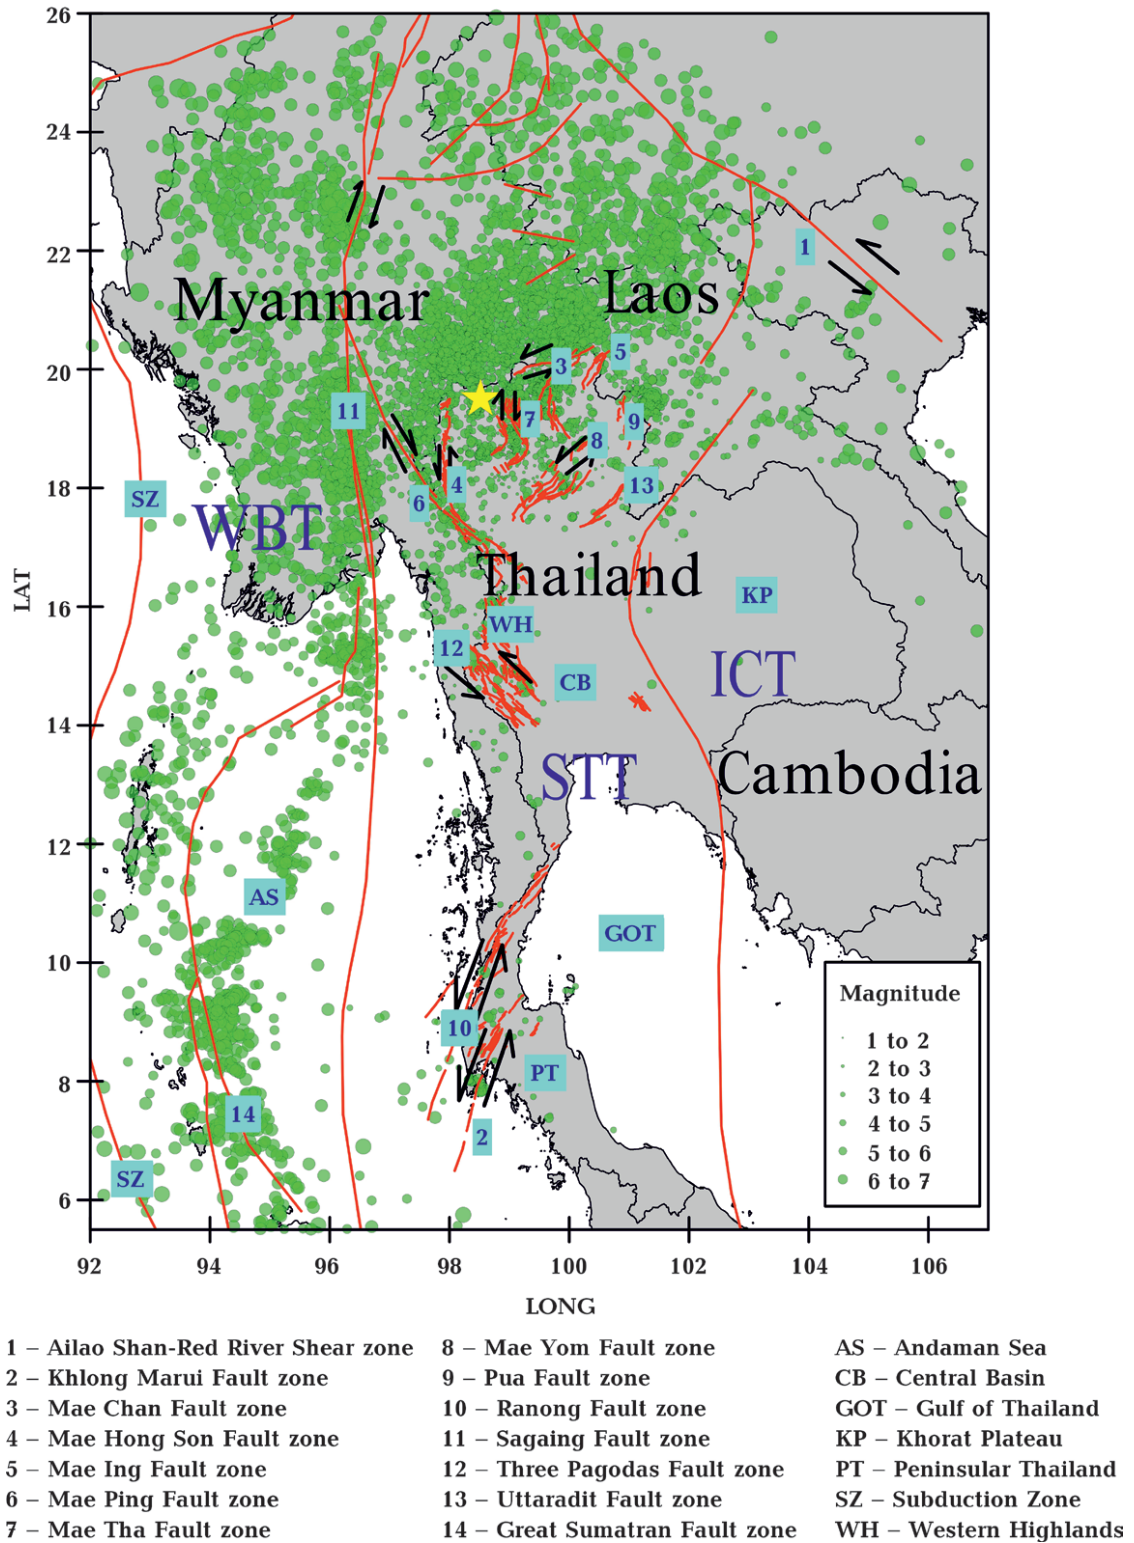 26
24
22
20
18
16
14
12
10
8
6
LAT
92
94
96
98
100
102
104
106
LONG
1
Myanmar
Laos
5
3
11
7
9
8
4
13
6
SZ
WBT
Thailand
KP
WH
12
CB
ICT
STT
Cambodia
AS
GOT
10
PT
14
2
SZ
Magnitude
1 to 2
2 to 3
3 to 4
4 to 5
5 to 6
6 to 7
1 – Ailao Shan-Red River Shear zone
2 – Khlong Marui Fault zone
3 – Mae Chan Fault zone
4 – Mae Hong Son Fault zone
5 – Mae Ing Fault zone
6 – Mae Ping Fault zone
7 – Mae Tha Fault zone
8 – Mae Yom Fault zone
9 – Pua Fault zone
10 – Ranong Fault zone
11 – Sagaing Fault zone
12 – Three Pagodas Fault zone
13 – Uttaradit Fault zone
14 – Great Sumatran Fault zone
AS – Andaman Sea
CB – Central Basin
GOT – Gulf of Thailand
KP – Khorat Plateau
PT – Peninsular Thailand
SZ – Subduction Zone
WH – Western Highlands